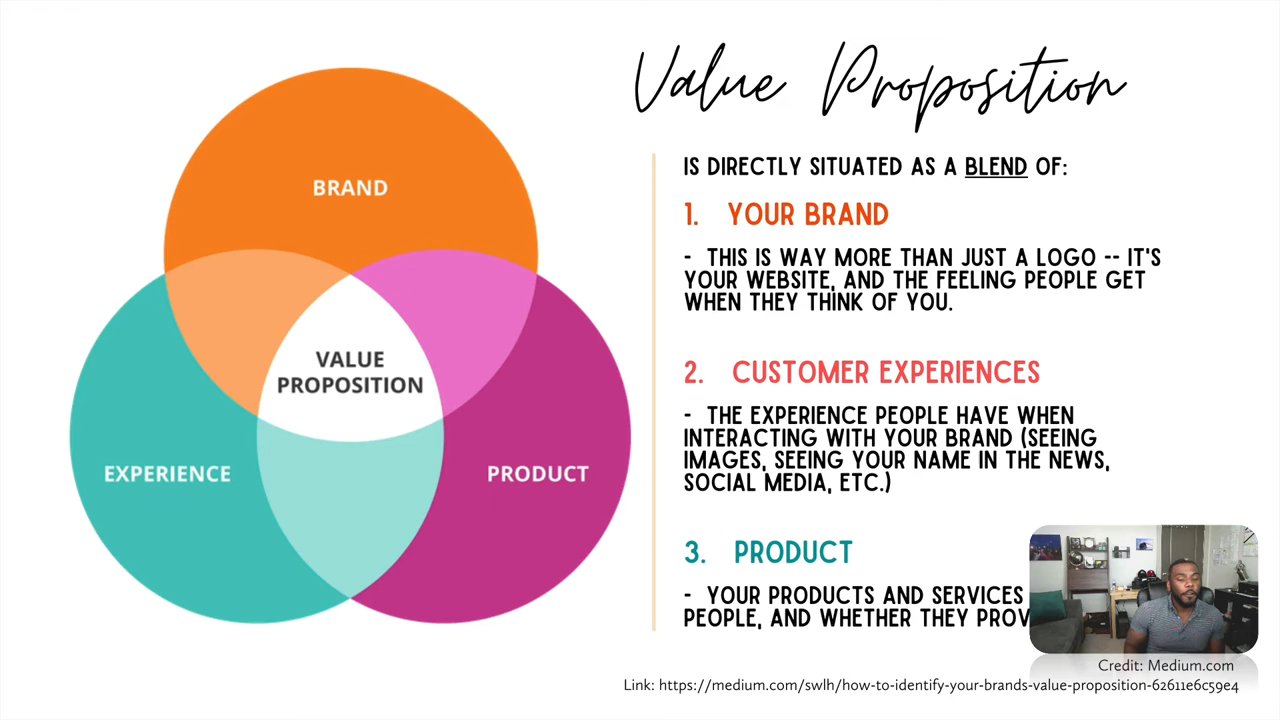 Value Proposition
IS DIRECTLY SITUATED AS A BLEND OF:
1. YOUR BRAND
- THIS IS WAY MORE THAN JUST A LOGO -- IT'S
YOUR WEBSITE, AND THE FEELING PEOPLE GET
WHEN THEY THINK OF YOU.
2. CUSTOMER EXPERIENCES
- THE EXPERIENCE PEOPLE HAVE WHEN
INTERACTING WITH YOUR BRAND (SEEING
IMAGES, SEEING YOUR NAME IN THE NEWS,
SOCIAL MEDIA, ETC.)
3. PRODUCT
- YOUR PRODUCTS AND SERVICES
PEOPLE, AND WHETHER THEY
BRAND
VALUE
PROPOSITION
EXPERIENCE
PRODUCT
Credit: Medium.com
Link: https://medium.com/swlh/how-to-identify-your-brands-value-proposition-62611e6c59e4